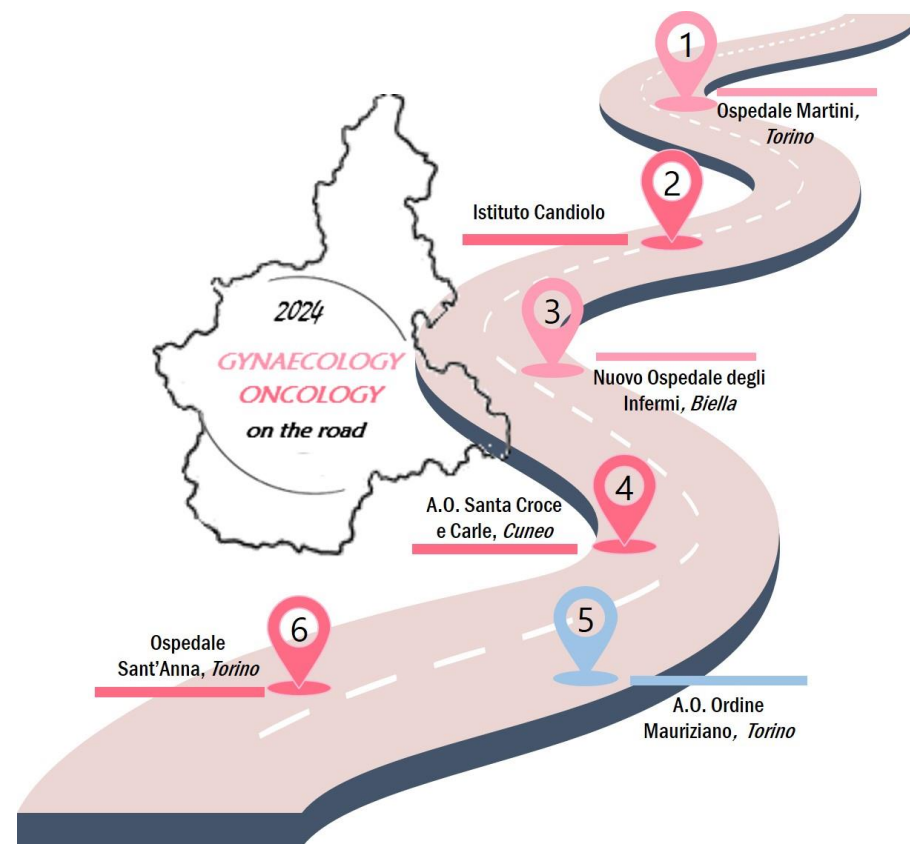 1
Ospedale Martini,
Torino
2
Istituto Candiolo
2024
GYNAECOLOGY
ONCOLOGY
on the road
3
Nuovo Ospedale degli
Infermi, Biella
4
A.O. Santa Croce
e Carle, Cuneo
5
A.O. Ordine
Mauriziano, Torino
6
Ospedale
Sant'Anna, Torino